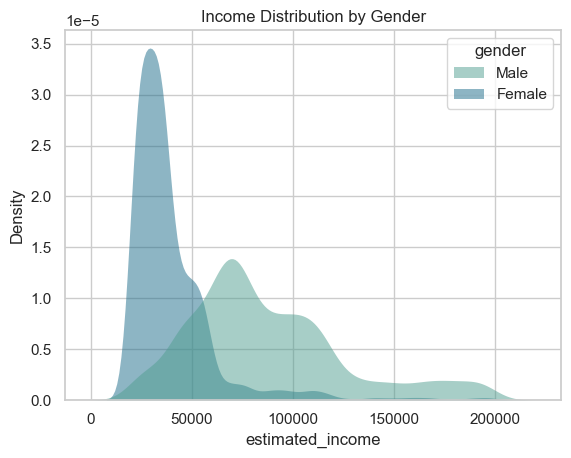 Income Distribution by Gender
1e−5
gender
Male
Female
3.5
3.0
2.5
2.0
1.5
1.0
0.5
0.0
Density
0
50000
100000
150000
200000
estimated_income